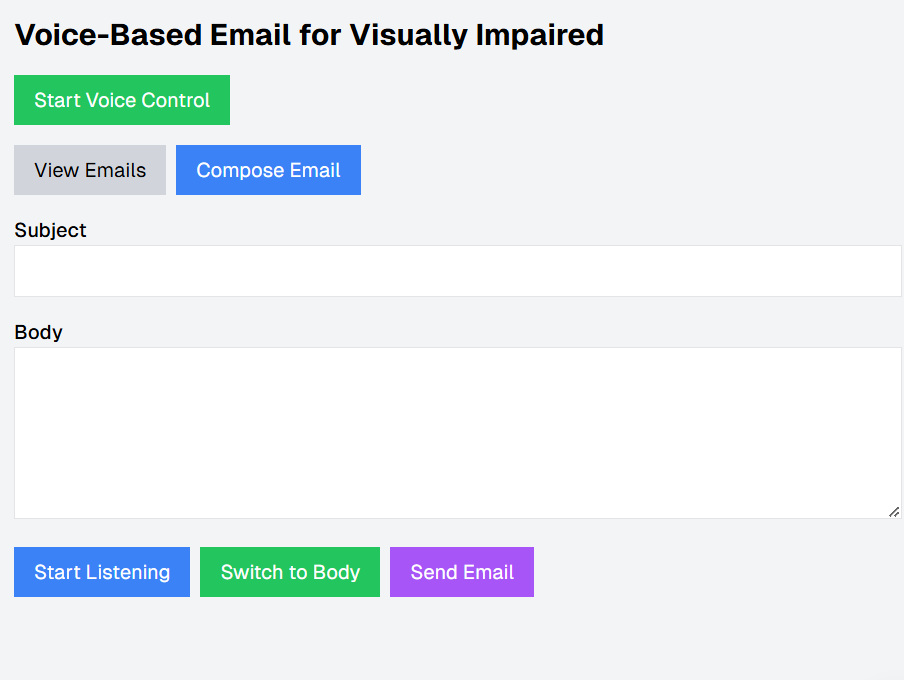 Voice-Based Email for Visually Impaired
Start Voice Control
View Emails Compose Email
Subject
Body
Start Listening Switch to Body Send Email